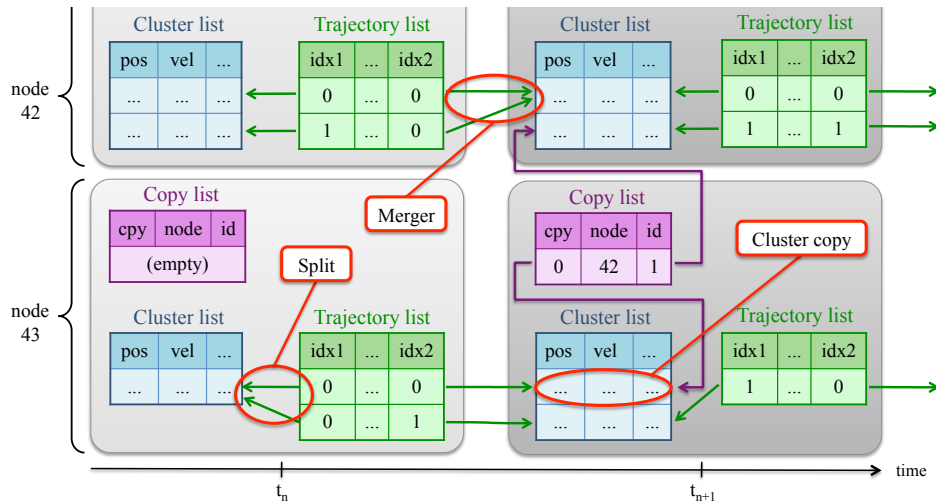 Cluster list
Trajectory list
Cluster list
Trajectory list
pos vel ...
idx1 ... idx2
pos vel ...
idx1 ... idx2
node
42
... ... ...
0 ... 0
... ... ...
0 ... 0
... ... ...
1 ... 0
... ... ...
1 ... 1
Copy list
Merger
Copy list
cpy node id
cpy node id
Cluster copy
(empty)
Split
0 42 1
node
43
Cluster list
Trajectory list
Cluster list
Trajectory list
pos vel ...
idx1 ... idx2
pos vel ...
idx1 ... idx2
... ... ...
0 ... 0
... ... ...
1 ... 0
0 ... 1
... ... ...
time
tn
tn+1